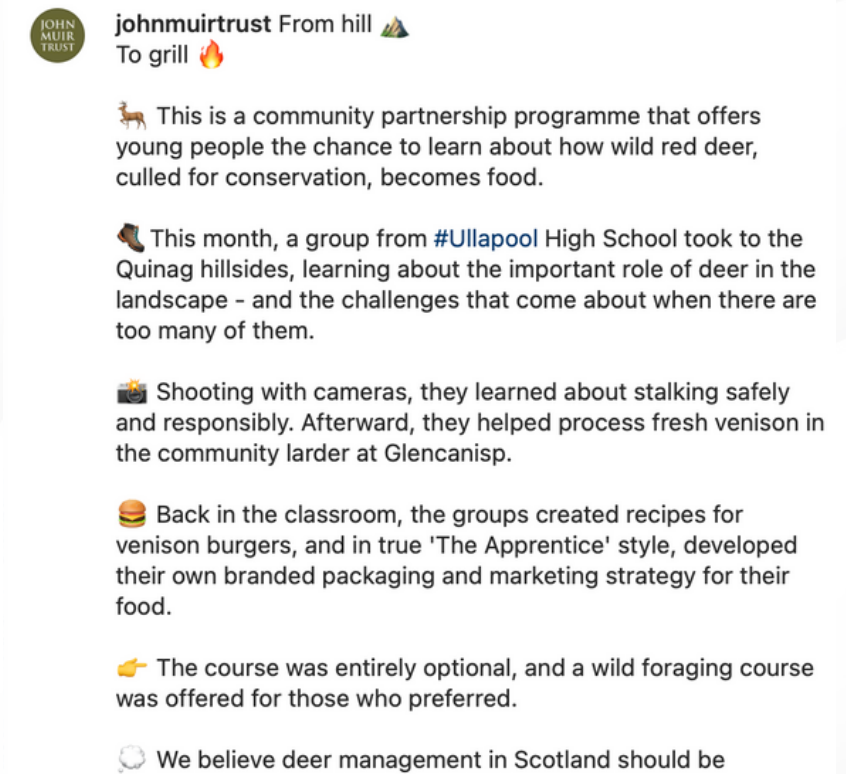 JOHN
MUIR
TRUST
johnmuirtrust From hill ⛰️
To grill 🔥
🦌 This is a community partnership programme that offers
young people the chance to learn about how wild red deer,
culled for conservation, becomes food.
🥾 This month, a group from #Ullapool High School took to the
Quinag hillsides, learning about the important role of deer in the
landscape - and the challenges that come about when there are
too many of them.
📸 Shooting with cameras, they learned about stalking safely
and responsibly. Afterward, they helped process fresh venison in
the community larder at Glencanisp.
🍔 Back in the classroom, the groups created recipes for
venison burgers, and in true 'The Apprentice' style, developed
their own branded packaging and marketing strategy for their
food.
👉 The course was entirely optional, and a wild foraging course
was offered for those who preferred.
💭 We believe deer management in Scotland should be